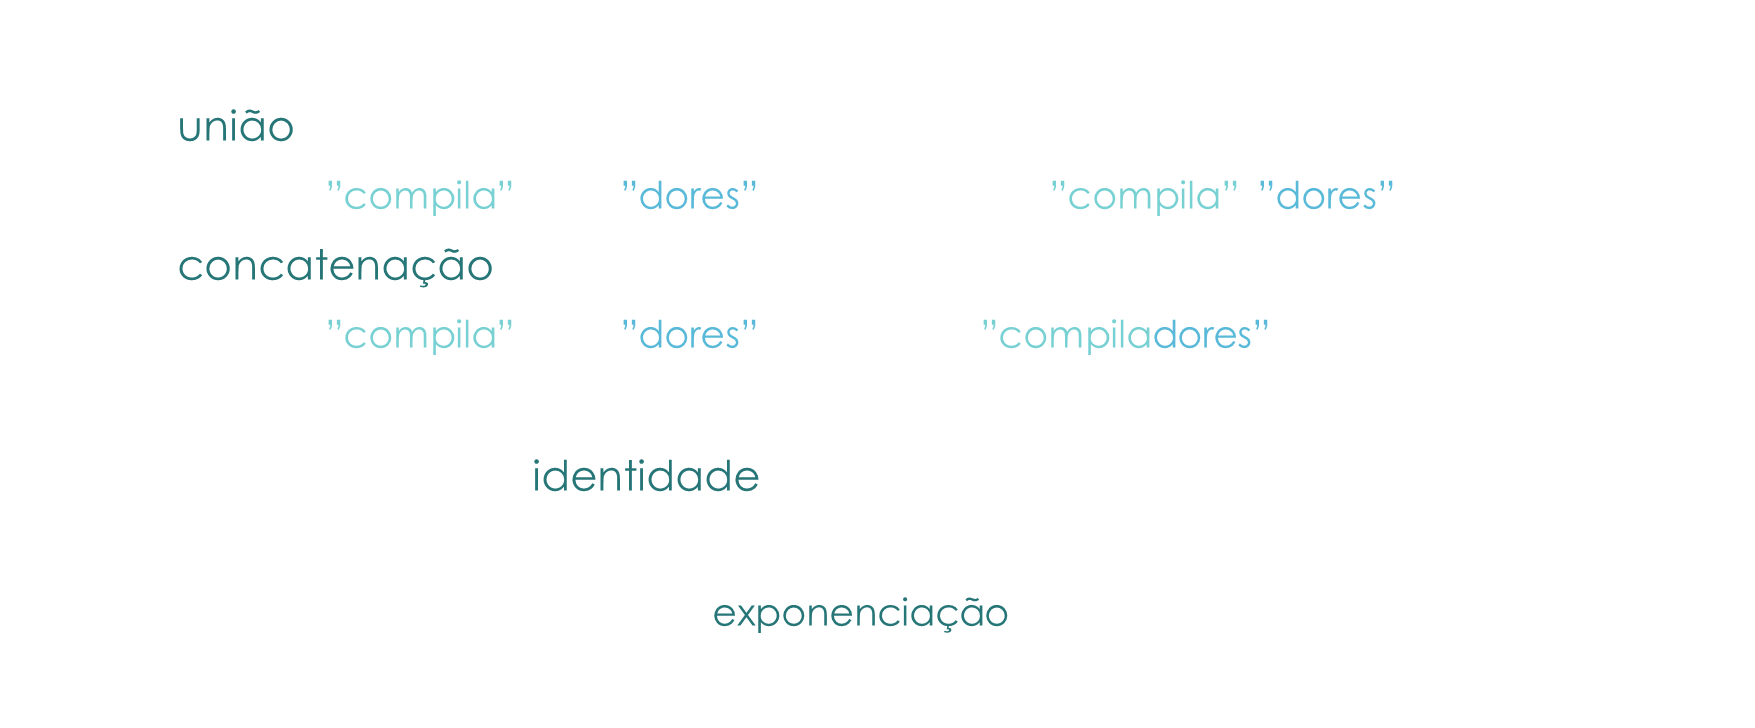 união
”compila” ”dores” ”compila” ”dores”
concatenação
”compila” ”dores” ”compiladores”
identidade
exponenciação